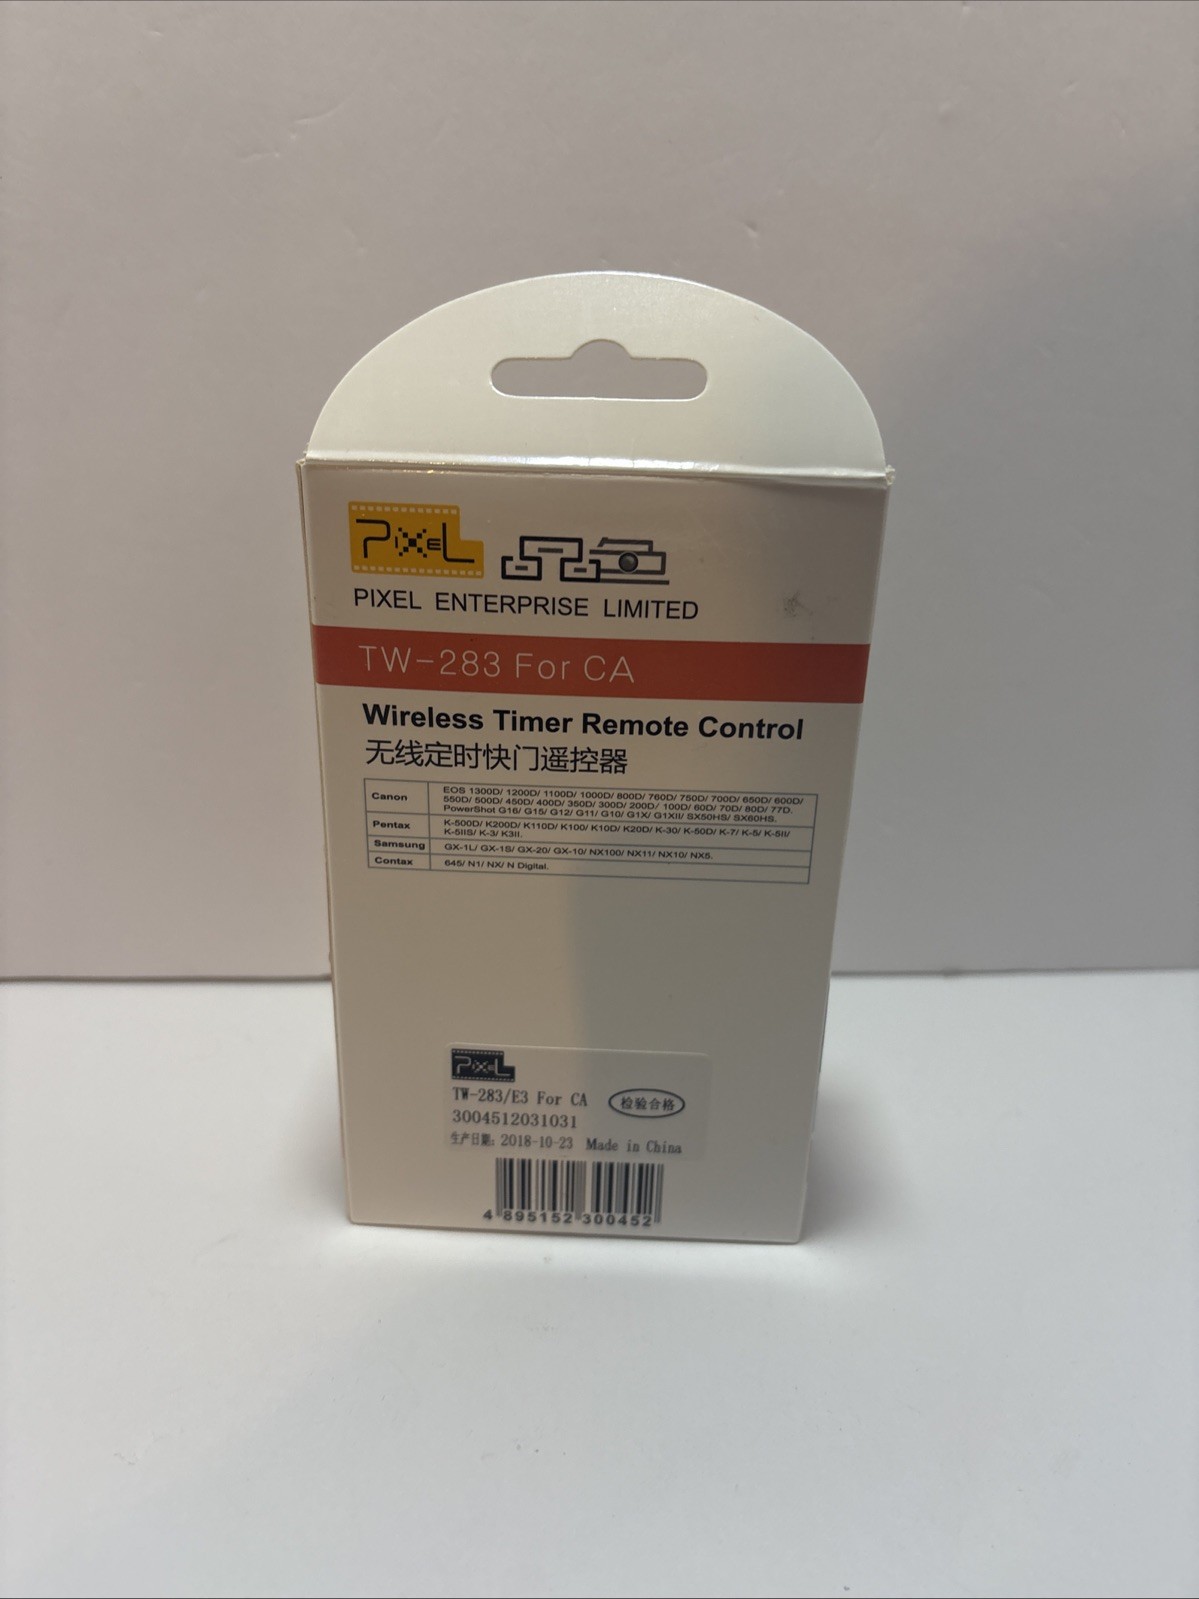 PIXEL
PIXEL ENTERPRISE LIMITED
TW-283 For CA
Wireless Timer Remote Control
无线定时快门遥控器
Canon EOS 1300D/ 1200D/ 1100D/ 1000D/ 800D/ 760D/ 750D/ 700D/ 650D/ 600D/
550D/ 500D/ 450D/ 400D/ 350D/ 300D/ 200D/ 100D/ 60D/ 70D/ 80D/ 77D.
PowerShot G16/ G15/ G12/ G11/ G10/ G1X/ G1XII/ SX50HS/ SX60HS.
Pentax K-500D/ K200D/ K110D/ K100/ K10D/ K20D/ K-30/ K-50D/ K-7/ K-5/ K-5II/
K-5IIS/ K-3/ K3II.
Samsung GX-1L/ GX-1S/ GX-20/ GX-10/ NX100/ NX11/ NX10/ NX5.
Contax 645/ N1/ NX/ N Digital.
PIXEL
TW-283/E3 For CA 检验合格
3004512031031
生产日期: 2018-10-23 Made in China
4 895152 300452